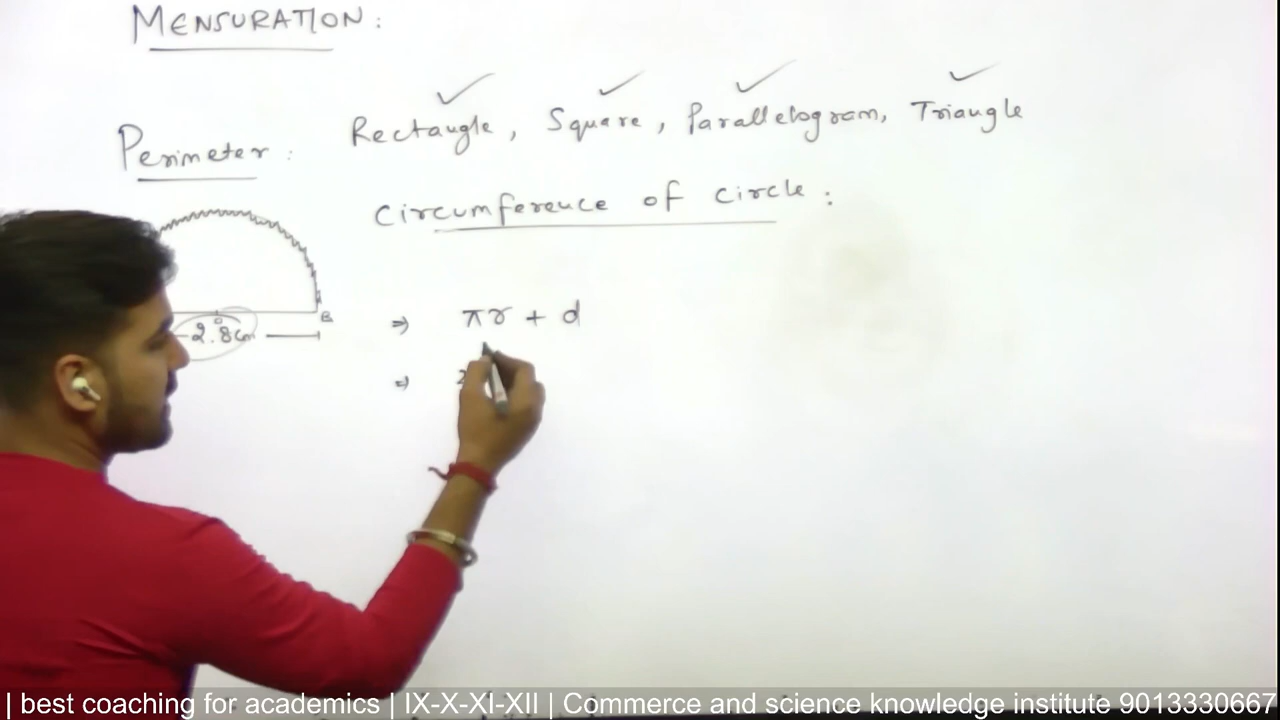 MENSURATION :
Rectangle, Square, Parallelogram, Triangle
Perimeter :
Circumference of circle :
⇒ πr + d
B
2.8cm
⇒ 2
| best coaching for academics | IX-X-XI-XII | Commerce and science knowledge institute 9013330667